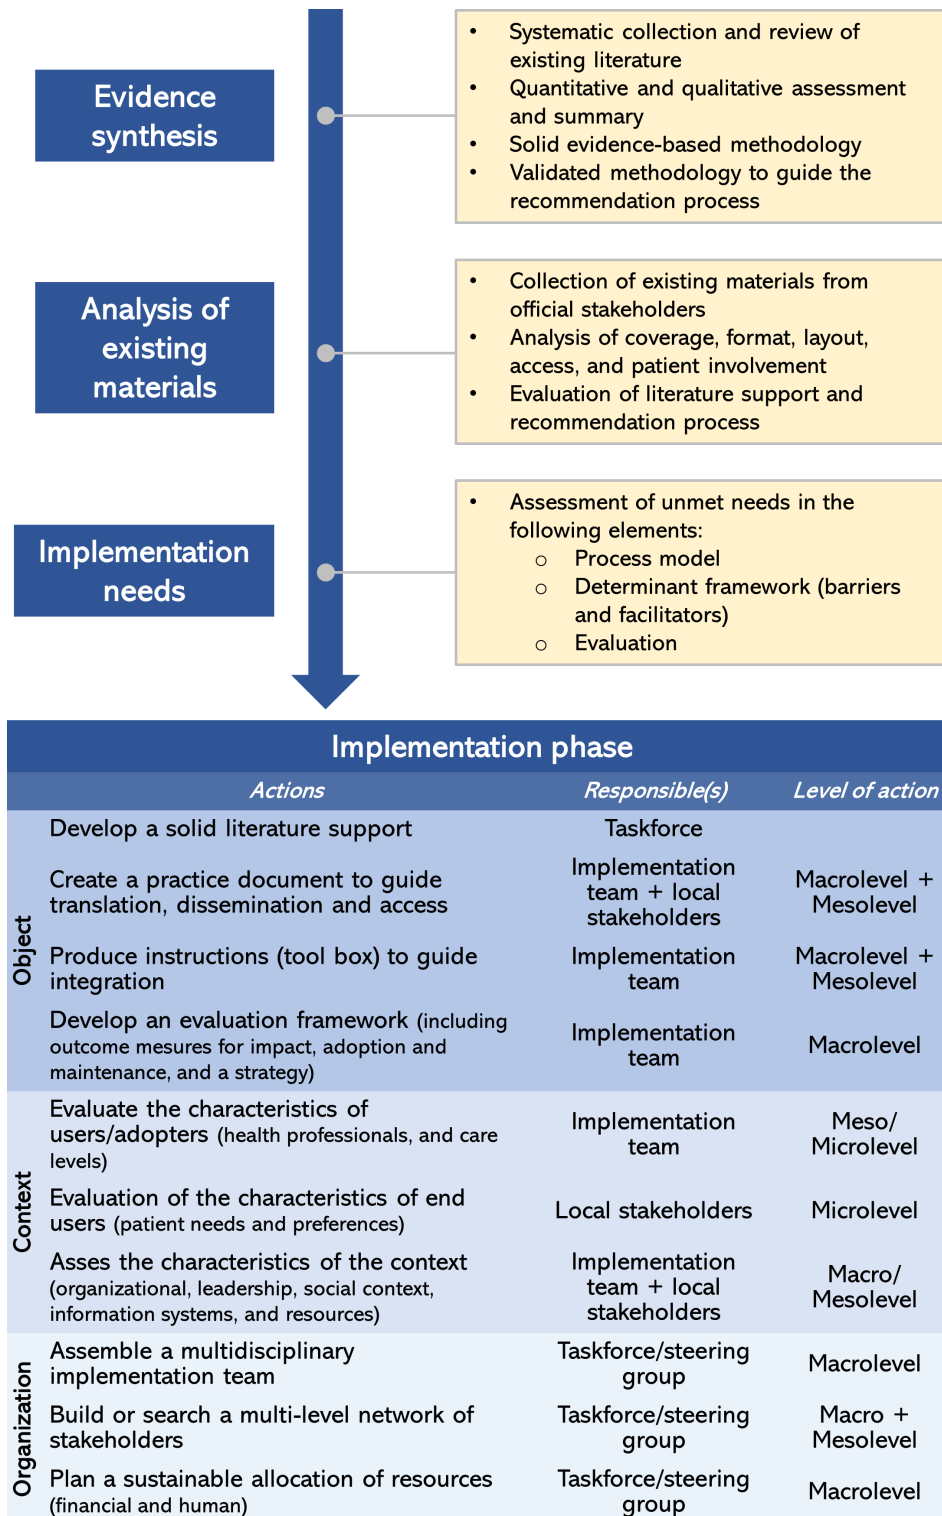 Evidence
synthesis
• Systematic collection and review of
existing literature
• Quantitative and qualitative assessment
and summary
• Solid evidence-based methodology
• Validated methodology to guide the
recommendation process
Analysis of
existing
materials
• Collection of existing materials from
official stakeholders
• Analysis of coverage, format, layout,
access, and patient involvement
• Evaluation of literature support and
recommendation process
Implementation
needs
• Assessment of unmet needs in the
following elements:
o Process model
o Determinant framework (barriers
and facilitators)
o Evaluation
Implementation phase
Actions Responsible(s) Level of action
Object
Develop a solid literature support
Taskforce
Create a practice document to guide
translation, dissemination and access
Implementation
team + local
stakeholders
Macrolevel +
Mesolevel
Produce instructions (tool box) to guide
integration
Implementation
team
Macrolevel +
Mesolevel
Develop an evaluation framework (including
outcome mesures for impact, adoption and
maintenance, and a strategy)
Implementation
team
Macrolevel
Context
Evaluate the characteristics of
users/adopters (health professionals, and care
levels)
Implementation
team
Meso/
Microlevel
Evaluation of the characteristics of end
users (patient needs and preferences)
Local stakeholders
Microlevel
Asses the characteristics of the context
(organizational, leadership, social context,
information systems, and resources)
Implementation
team + local
stakeholders
Macro/
Mesolevel
Organization
Assemble a multidisciplinary
implementation team
Taskforce/steering
group
Macrolevel
Build or search a multi-level network of
stakeholders
Taskforce/steering
group
Macro +
Mesolevel
Plan a sustainable allocation of resources
(financial and human)
Taskforce/steering
group
Macrolevel